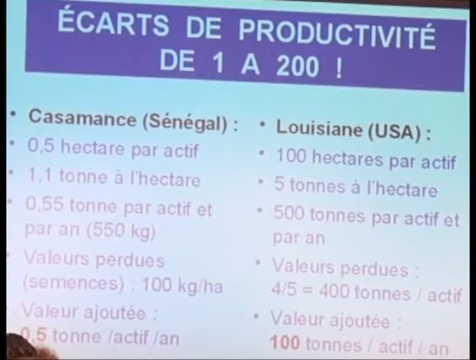 ÉCARTS DE PRODUCTIVITÉ
DE 1 A 200 !
• Casamance (Sénégal) :
• 0,5 hectare par actif
• 1,1 tonne à l'hectare
• 0,55 tonne par actif et
par an (550 kg)
• Valeurs perdues
(semences) : 100 kg/ha
Valeur ajoutée :
0,5 tonne /actif /an
• Louisiane (USA) :
• 100 hectares par actif
• 5 tonnes à l'hectare
• 500 tonnes par actif et
par an
• Valeurs perdues :
4/5 = 400 tonnes / actif
• Valeur ajoutée :
100 tonnes / actif / an